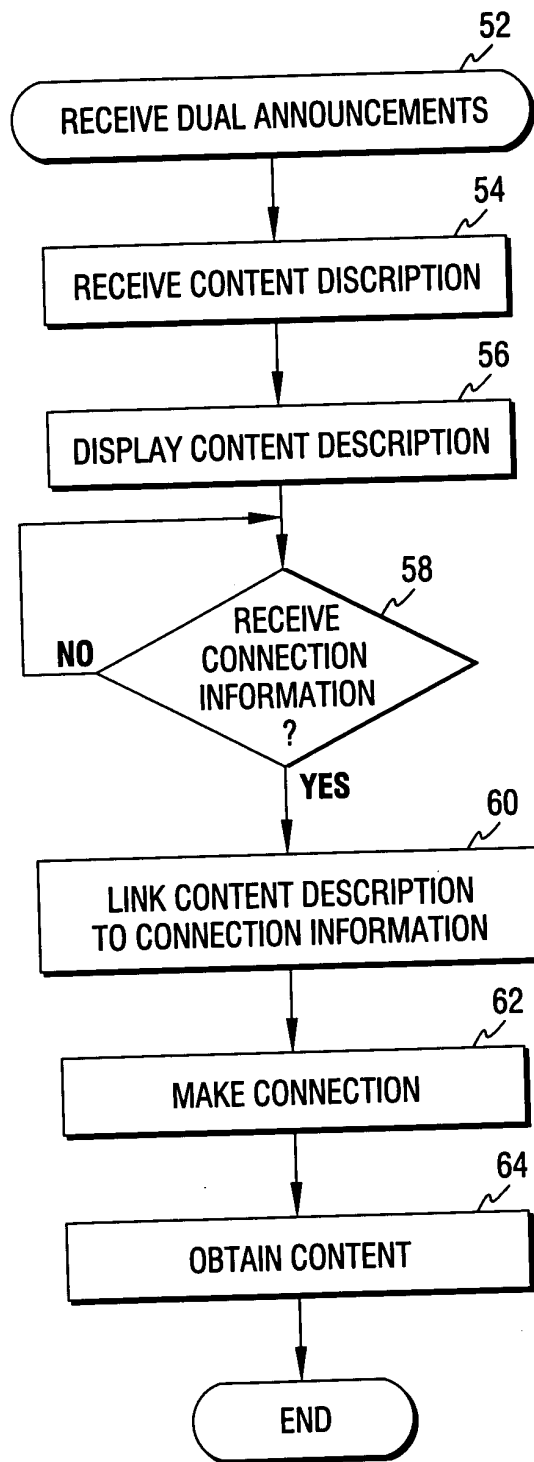 52
RECEIVE DUAL ANNOUNCEMENTS
54
RECEIVE CONTENT DISCRIPTION
56
DISPLAY CONTENT DESCRIPTION
58
RECEIVE
CONNECTION
INFORMATION
?
NO
YES
60
LINK CONTENT DESCRIPTION
TO CONNECTION INFORMATION
62
MAKE CONNECTION
64
OBTAIN CONTENT
END